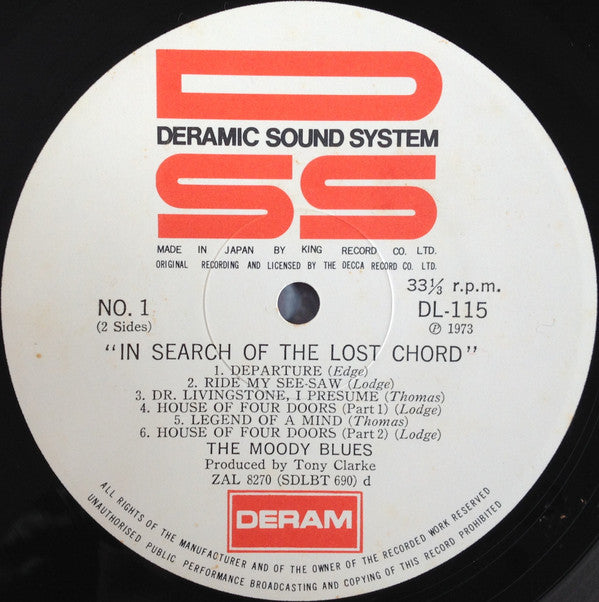 DSS
DERAMIC SOUND SYSTEM
MADE IN JAPAN BY KING RECORD CO. LTD.
ORIGINAL RECORDING AND LICENSED BY THE DECCA RECORD CO. LTD.
33⅓ r.p.m.
NO. 1
DL-115
(2 Sides)
Ⓟ 1973
"IN SEARCH OF THE LOST CHORD"
1. DEPARTURE (Edge)
2. RIDE MY SEE-SAW (Lodge)
3. DR. LIVINGSTONE, I PRESUME (Thomas)
4. HOUSE OF FOUR DOORS (Part 1) (Lodge)
5. LEGEND OF A MIND (Thomas)
6. HOUSE OF FOUR DOORS (Part 2) (Lodge)
THE MOODY BLUES
Produced by Tony Clarke
ZAL 8270 (SDLBT 690) d
DERAM
ALL RIGHTS OF THE MANUFACTURER AND OF THE OWNER OF THE RECORDED WORK RESERVED
UNAUTHORISED PUBLIC PERFORMANCE BROADCASTING AND COPYING OF THIS RECORD PROHIBITED